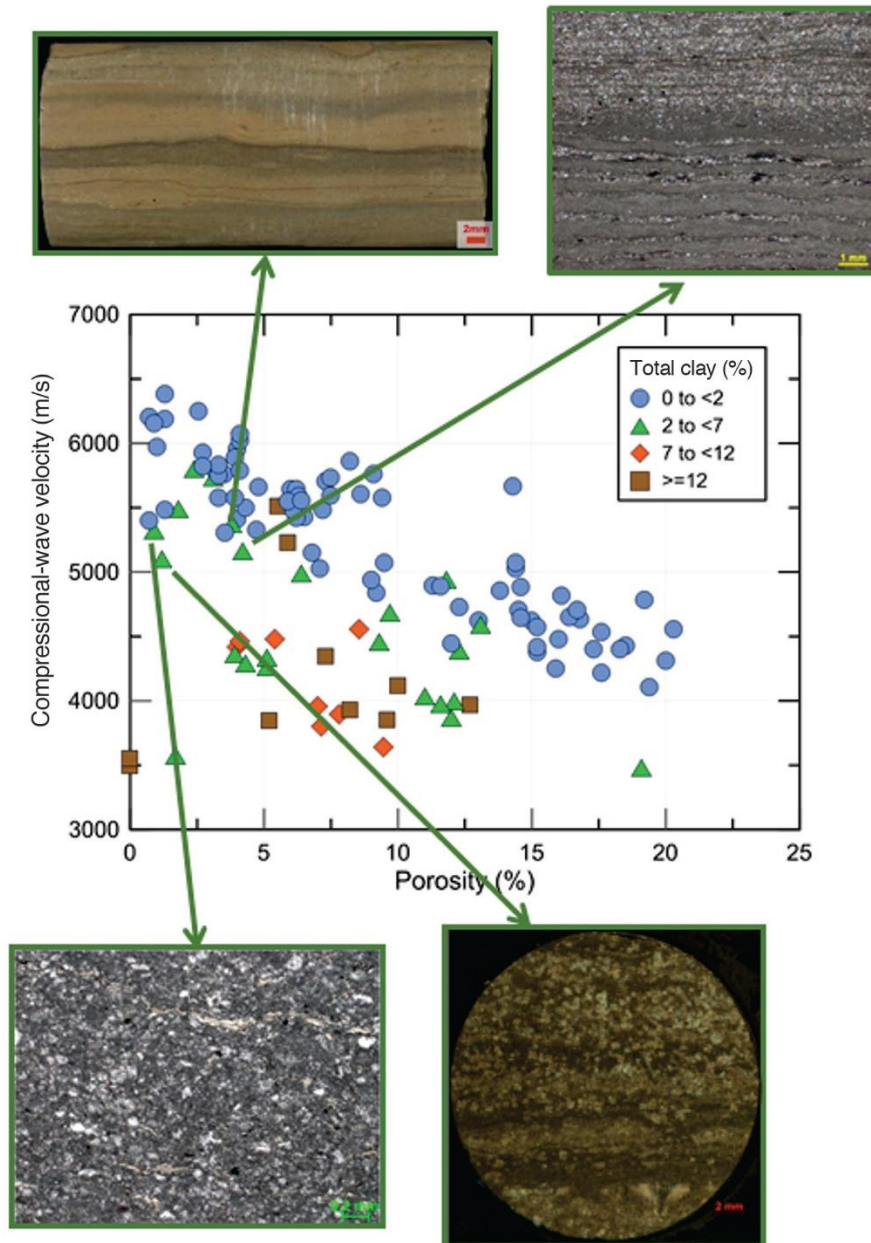 2mm
1 mm
7000
6000
5000
4000
3000
Compressional-wave velocity (m/s)
Total clay (%)
0 to <2
2 to <7
7 to <12
>=12
0
5
10
15
20
25
Porosity (%)
2 mm